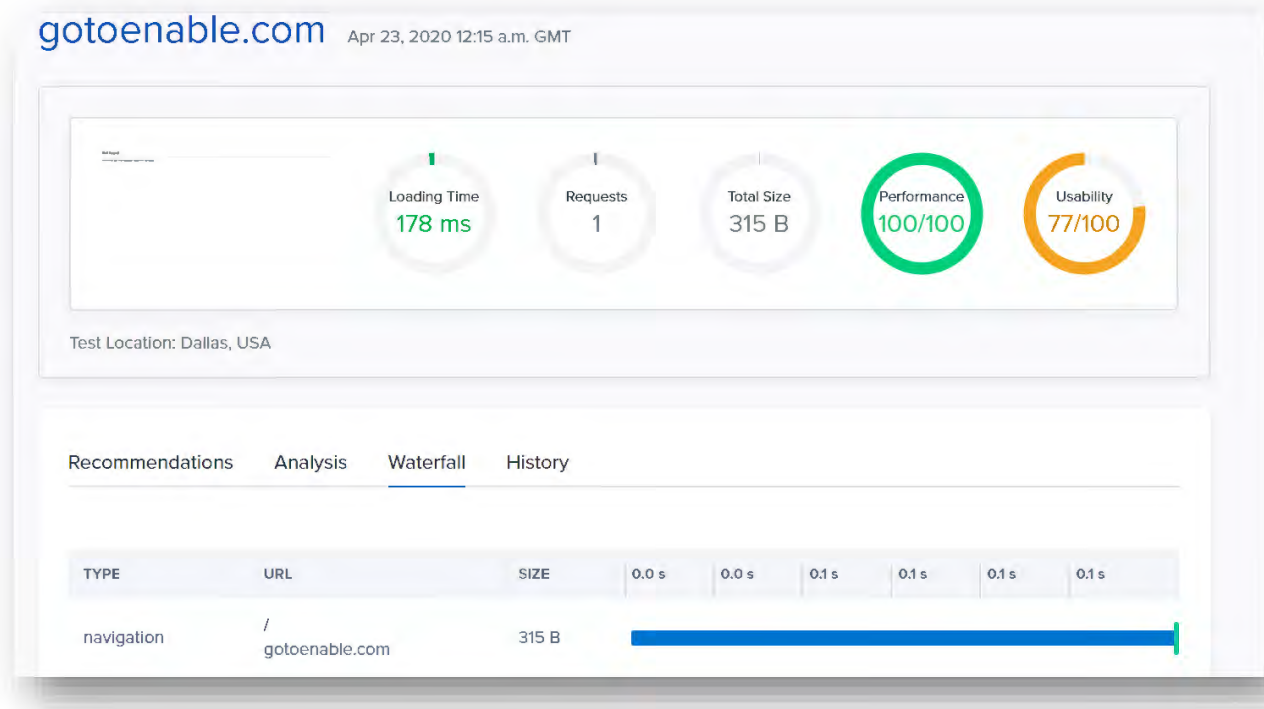 gotoenable.com Apr 23, 2020 12:15 a.m. GMT
Loading Time
178 ms
Requests
1
Total Size
315 B
Performance
100/100
Usability
77/100
Test Location: Dallas, USA
Recommendations Analysis Waterfall History
TYPE URL SIZE 0.0 s 0.0 s 0.1 s 0.1 s 0.1 s 0.1 s
navigation / 315 B
gotoenable.com